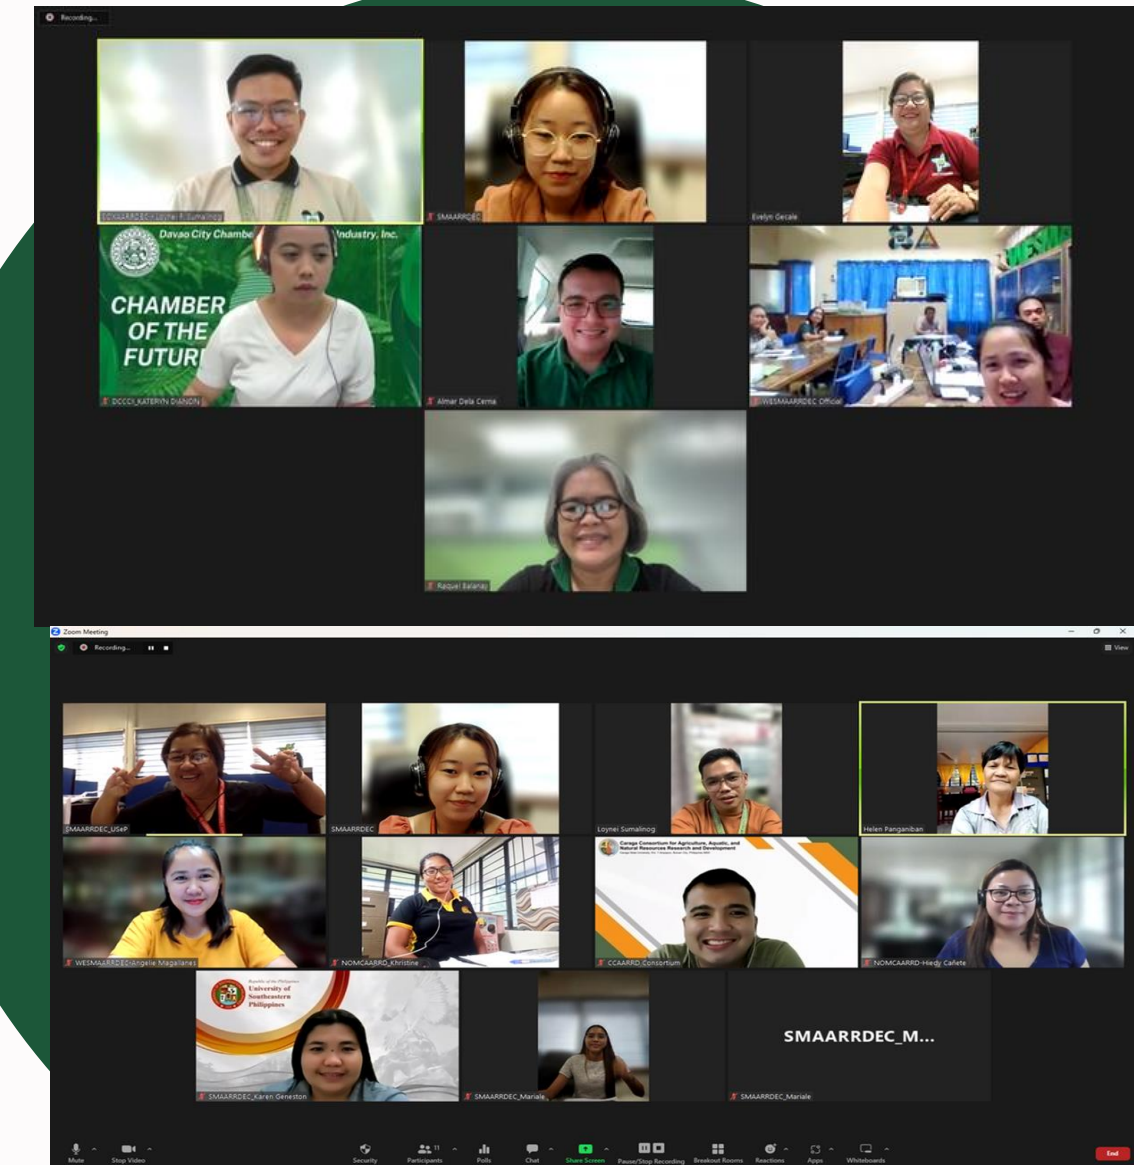 Recording...
SMAARRDEC
Evelyn Gecale
Davao City Chambe
Industry, Inc.
CHAMBER
OF THE
FUTUR
DCCCII_KATERYN DIANON
Almar Dela Cerna
WESMAARRDEC Official
Raquel Balanay
Zoom Meeting
Recording...
View
SMAARRDEC_USeP
SMAARRDEC
Loynei Sumalinog
Helen Panganiban
WESMAARRDEC-Angelie Magallanes
NOMCAARRD_Khristine
Caraga Consortium for Agriculture, Aquatic, and
Natural Resources Research and Development
CCAARRD_Consortium
NOMCAARRD-Hiedy Cañete
Republic of the Philippines
University of
Southeastern
Philippines
SMAARRDEC_Karen Geneston
SMAARRDEC_Mariale
SMAARRDEC_M...
SMAARRDEC_Mariale
Mute
Stop Video
Security
Participants
11
Polls
Chat
Share Screen
Pause/Stop Recording
Breakout Rooms
Reactions
Apps
Whiteboards
End